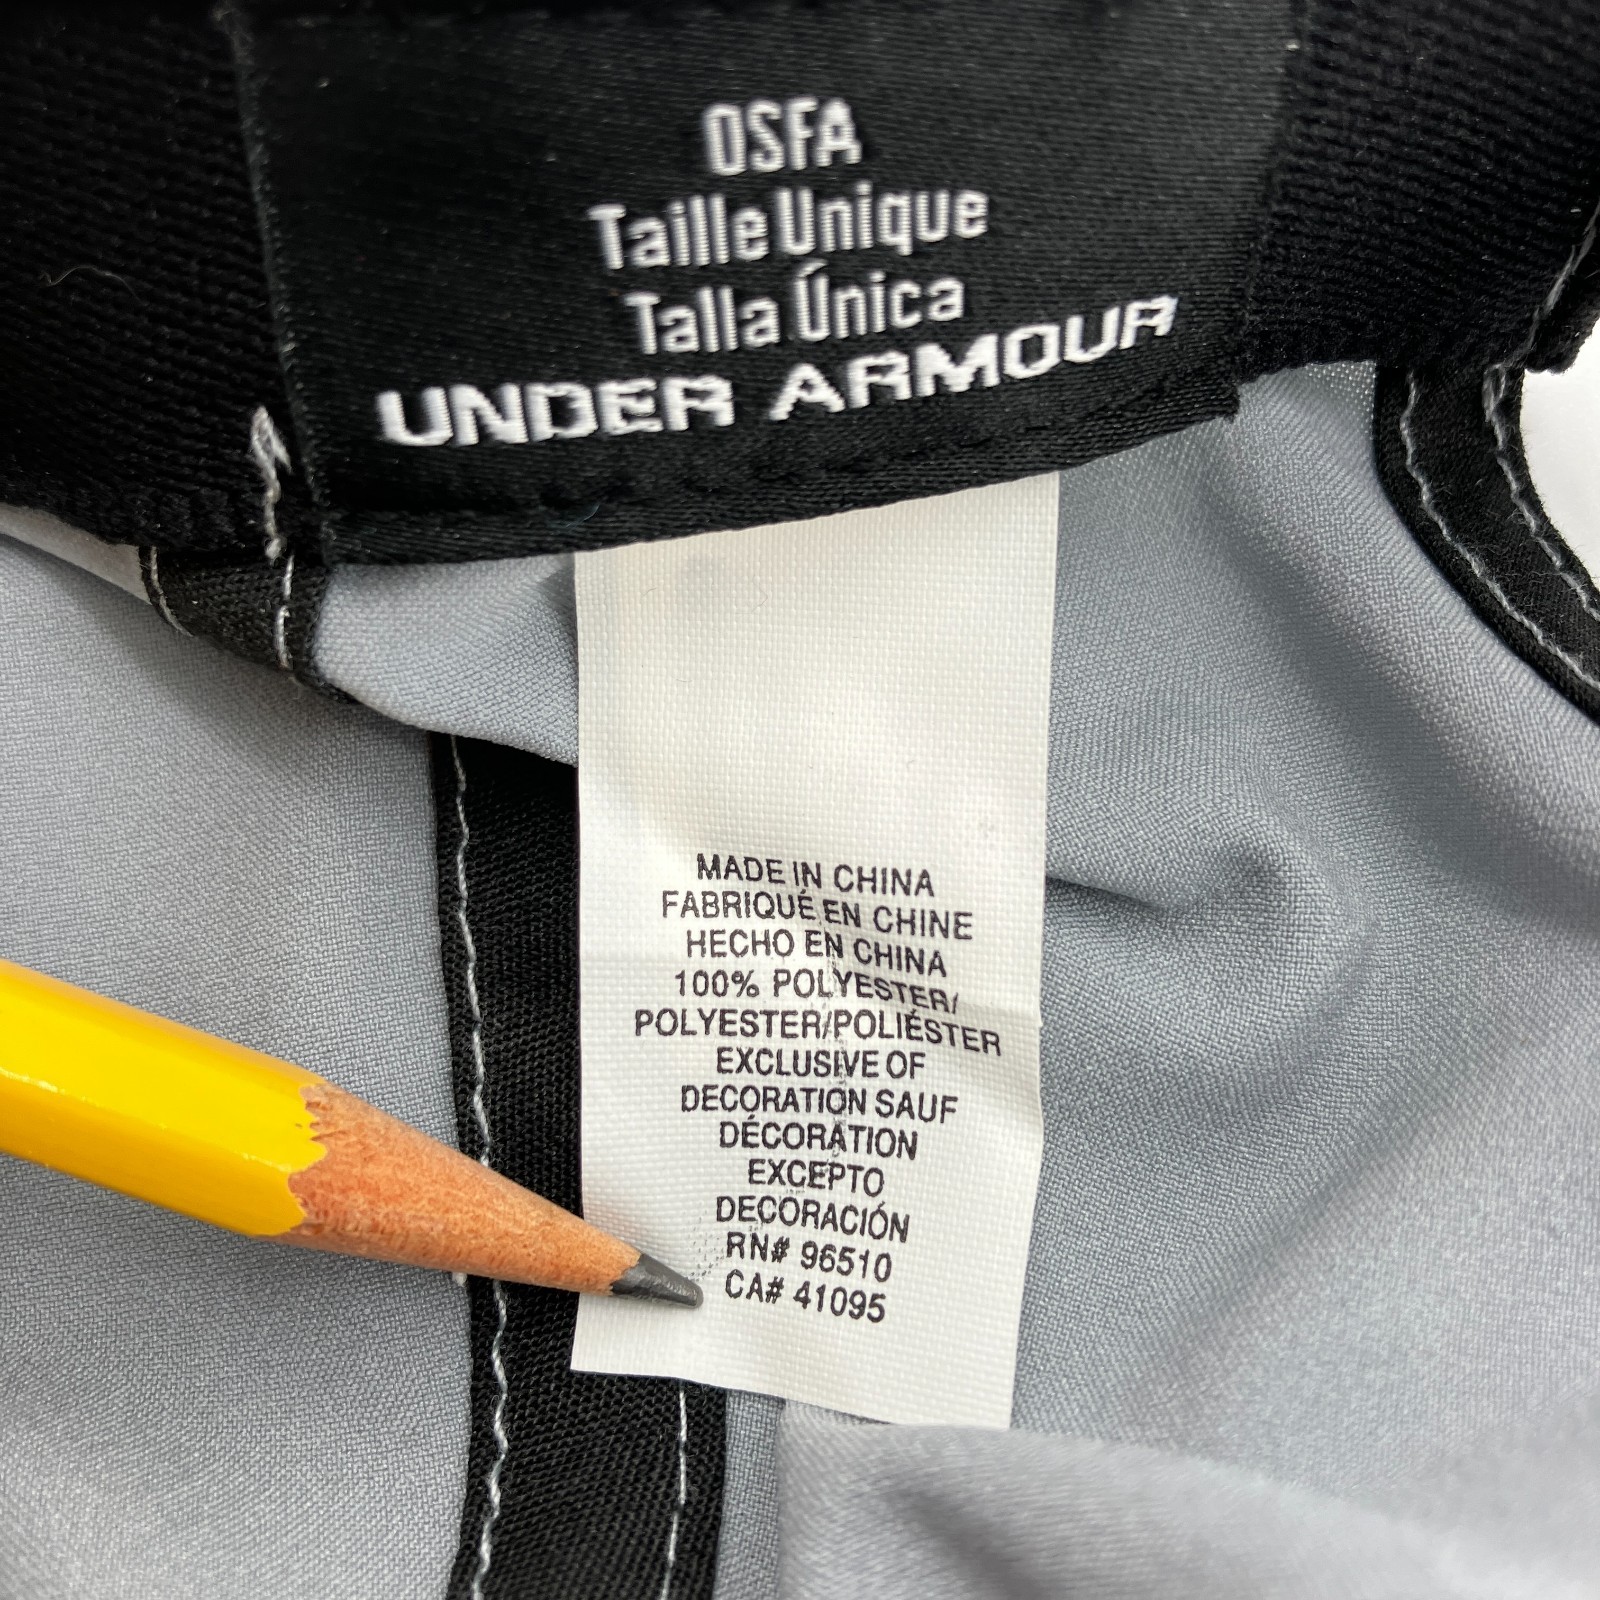 OSFA
Taille Unique
Talla Única
UNDER ARMOUR
MADE IN CHINA
FABRIQUÉ EN CHINE
HECHO EN CHINA
100% POLYESTER/
POLYESTER/POLIÉSTER
EXCLUSIVE OF
DECORATION SAUF
DÉCORATION
EXCEPTO
DECORACIÓN
RN# 96510
CA# 41095